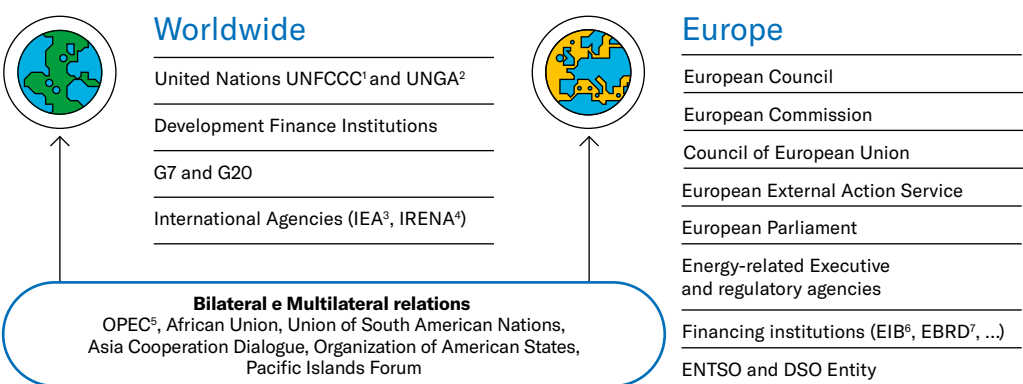 Worldwide
United Nations UNFCCC¹ and UNGA²
Development Finance Institutions
G7 and G20
International Agencies (IEA³, IRENA⁴)
Europe
European Council
European Commission
Council of European Union
European External Action Service
European Parliament
Energy-related Executive
and regulatory agencies
Financing institutions (EIB⁶, EBRD⁷, ...)
ENTSO and DSO Entity
Bilateral e Multilateral relations
OPEC⁵, African Union, Union of South American Nations,
Asia Cooperation Dialogue, Organization of American States,
Pacific Islands Forum